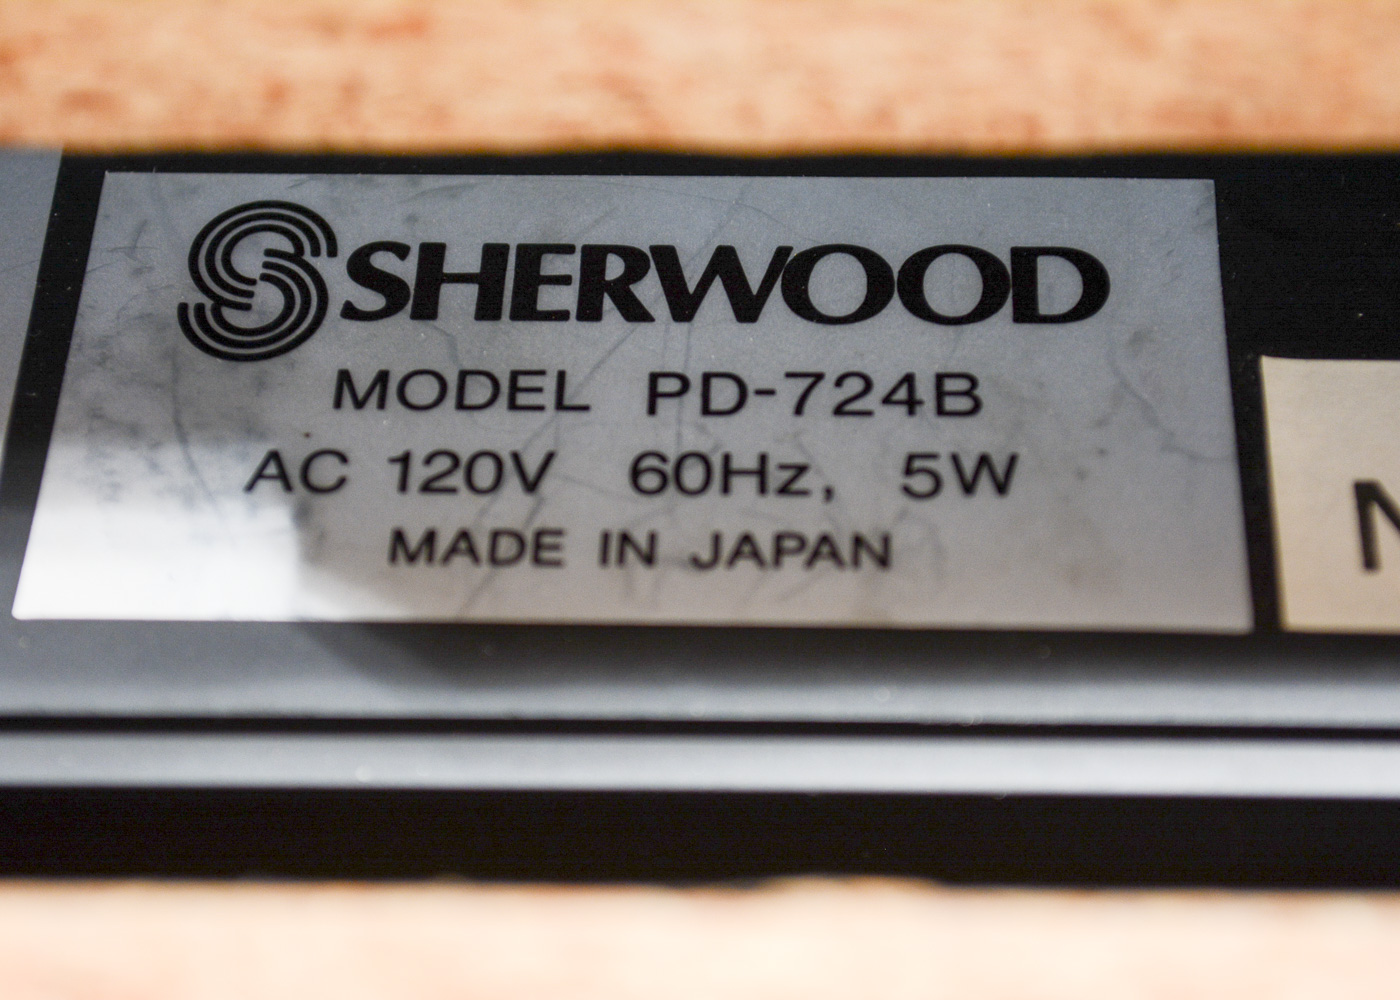 SHERWOOD
MODEL PD-724B
AC 120V 60Hz, 5W
MADE IN JAPAN
N